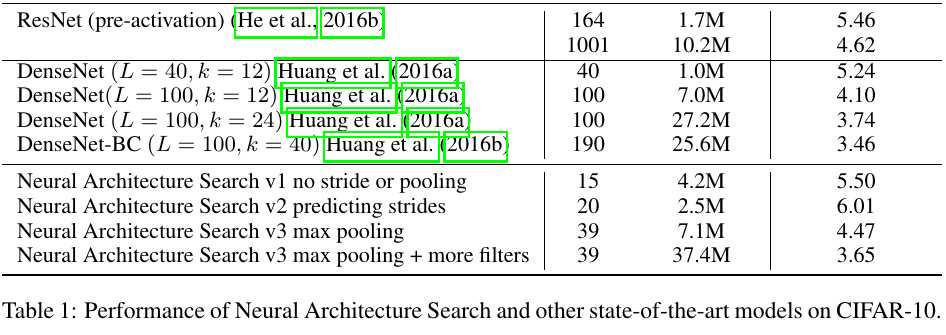 ResNet (pre-activation) (He et al., 2016b) 164 1.7M 5.46
1001 10.2M 4.62
DenseNet (L = 40, k = 12) Huang et al. (2016a) 40 1.0M 5.24
DenseNet(L = 100, k = 12) Huang et al. (2016a) 100 7.0M 4.10
DenseNet (L = 100, k = 24) Huang et al. (2016a) 100 27.2M 3.74
DenseNet-BC (L = 100, k = 40) Huang et al. (2016b) 190 25.6M 3.46
Neural Architecture Search v1 no stride or pooling 15 4.2M 5.50
Neural Architecture Search v2 predicting strides 20 2.5M 6.01
Neural Architecture Search v3 max pooling 39 7.1M 4.47
Neural Architecture Search v3 max pooling + more filters 39 37.4M 3.65
Table 1: Performance of Neural Architecture Search and other state-of-the-art models on CIFAR-10.